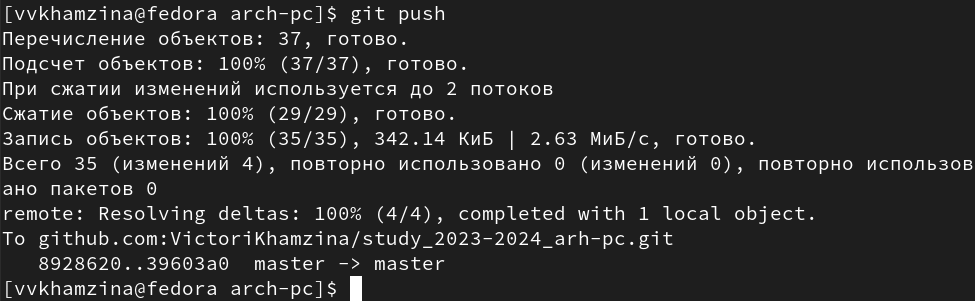 [vvkhamzina@fedora arch-pc]$ git push
Перечисление объектов: 37, готово.
Подсчет объектов: 100% (37/37), готово.
При сжатии изменений используется до 2 потоков
Сжатие объектов: 100% (29/29), готово.
Запись объектов: 100% (35/35), 342.14 КиБ | 2.63 МиБ/с, готово.
Всего 35 (изменений 4), повторно использовано 0 (изменений 0), повторно использов
ано пакетов 0
remote: Resolving deltas: 100% (4/4), completed with 1 local object.
To github.com:VictoriKhamzina/study_2023-2024_arh-pc.git
   8928620..39603a0  master -> master
[vvkhamzina@fedora arch-pc]$